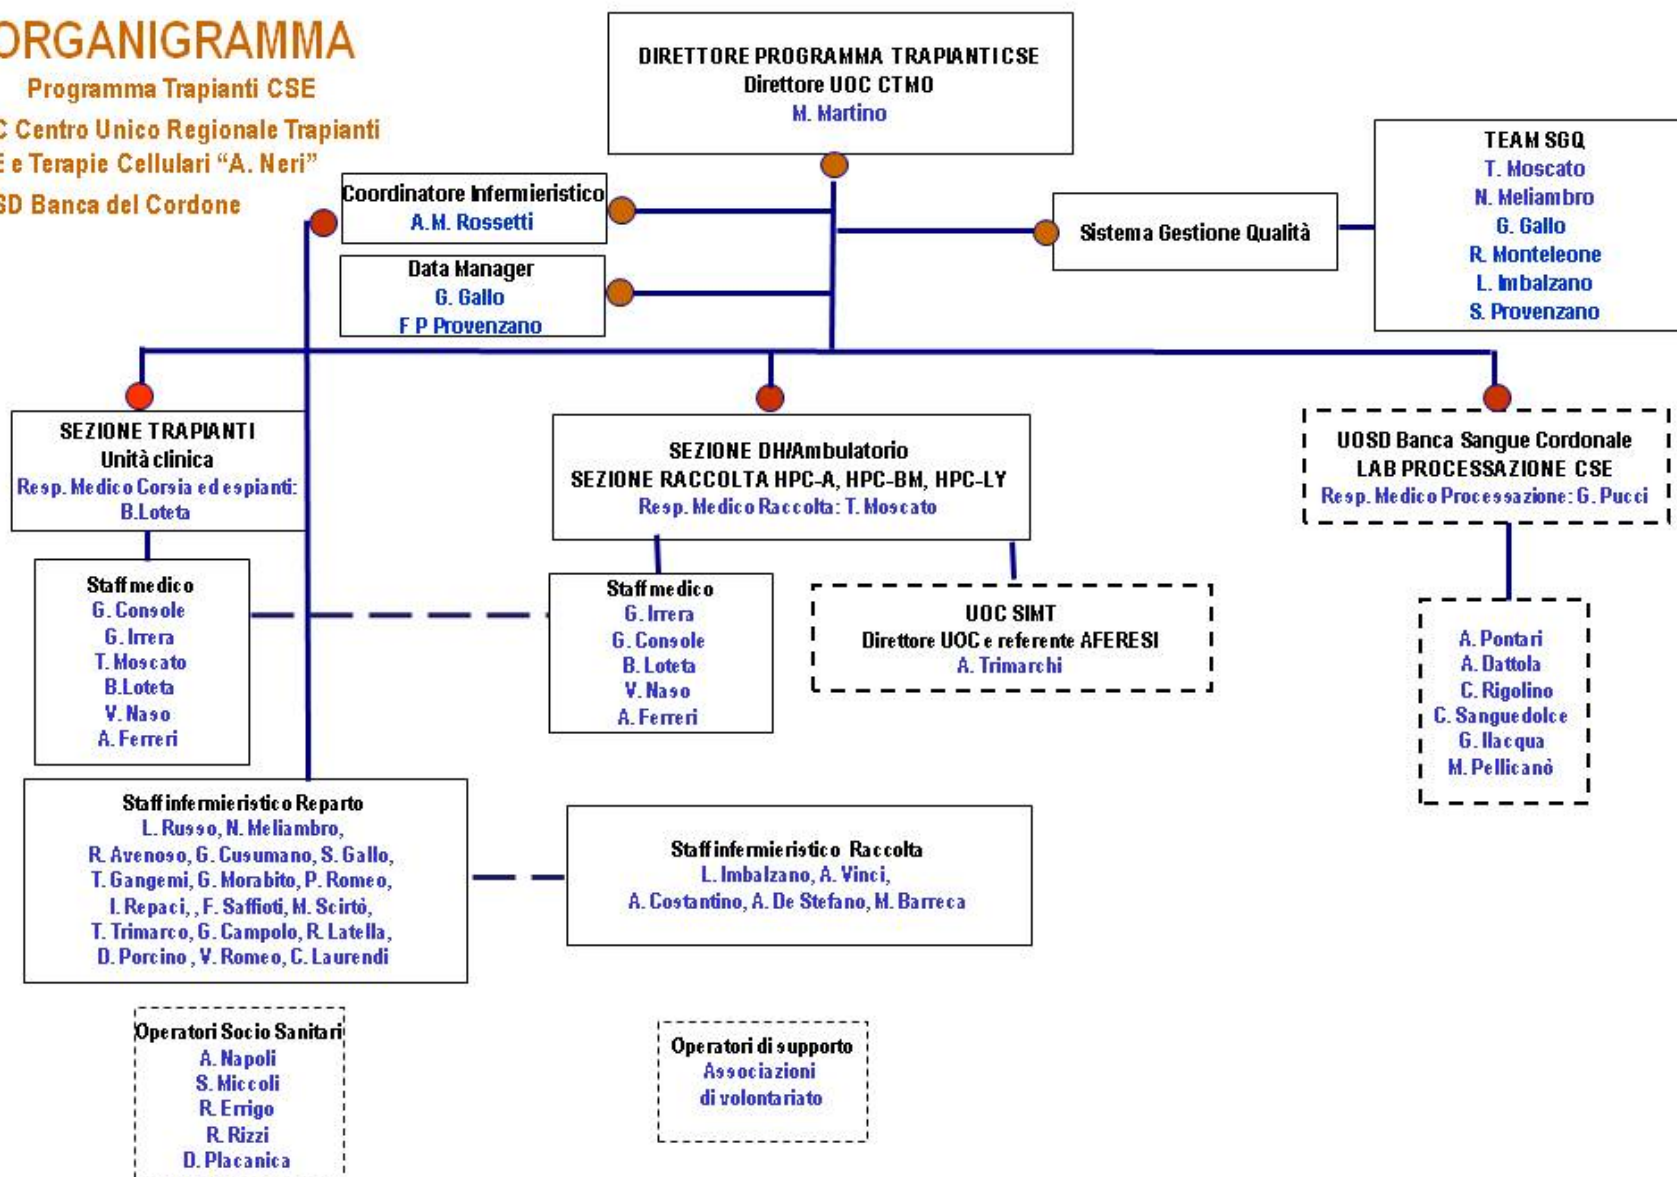 ORGANIGRAMMA
Programma Trapianti CSE
C Centro Unico Regionale Trapianti
E e Terapie Cellulari “A. Neri”
SD Banca del Cordone
DIRETTORE PROGRAMMA TRAPIANTI CSE
Direttore UOC CTMO
M. Martino
Coordinatore Infermieristico
A.M. Rossetti
Data Manager
G. Gallo
F P Provenzano
Sistema Gestione Qualità
TEAM SGQ
T. Moscato
N. Meliambro
G. Gallo
R. Monteleone
L. Imbalzano
S. Provenzano
SEZIONE TRAPIANTI
Unità clinica
Resp. Medico Corsia ed espianti:
B.Loteta
SEZIONE DH/Ambulatorio
SEZIONE RACCOLTA HPC-A, HPC-BM, HPC-LY
Resp. Medico Raccolta: T. Moscato
UOSD Banca Sangue Cordonale
LAB PROCESSAZIONE CSE
Resp. Medico Processazione: G. Pucci
Staff medico
G. Console
G. Irrera
T. Moscato
B.Loteta
V. Naso
A. Ferreri
Staff medico
G. Irrera
G. Console
B. Loteta
V. Naso
A. Ferreri
UOC SIMT
Direttore UOC e referente AFERESI
A. Trimarchi
A. Pontari
A. Dattola
C. Rigolino
C. Sanguedolce
G. Ilacqua
M. Pellicanò
Staff infermieristico Reparto
L. Russo, N. Meliambro,
R. Avenoso, G. Cusumano, S. Gallo,
T. Gangemi, G. Morabito, P. Romeo,
I. Repaci, , F. Saffioti, M. Scirtò,
T. Trimarco, G. Campolo, R. Latella,
D. Porcino , V. Romeo, C. Laurendi
Staff infermieristico Raccolta
L. Imbalzano, A. Vinci,
A. Costantino, A. De Stefano, M. Barreca
Operatori Socio Sanitari
A. Napoli
S. Miccoli
R. Errigo
R. Rizzi
D. Placanica
Operatori di supporto
Associazioni
di volontariato